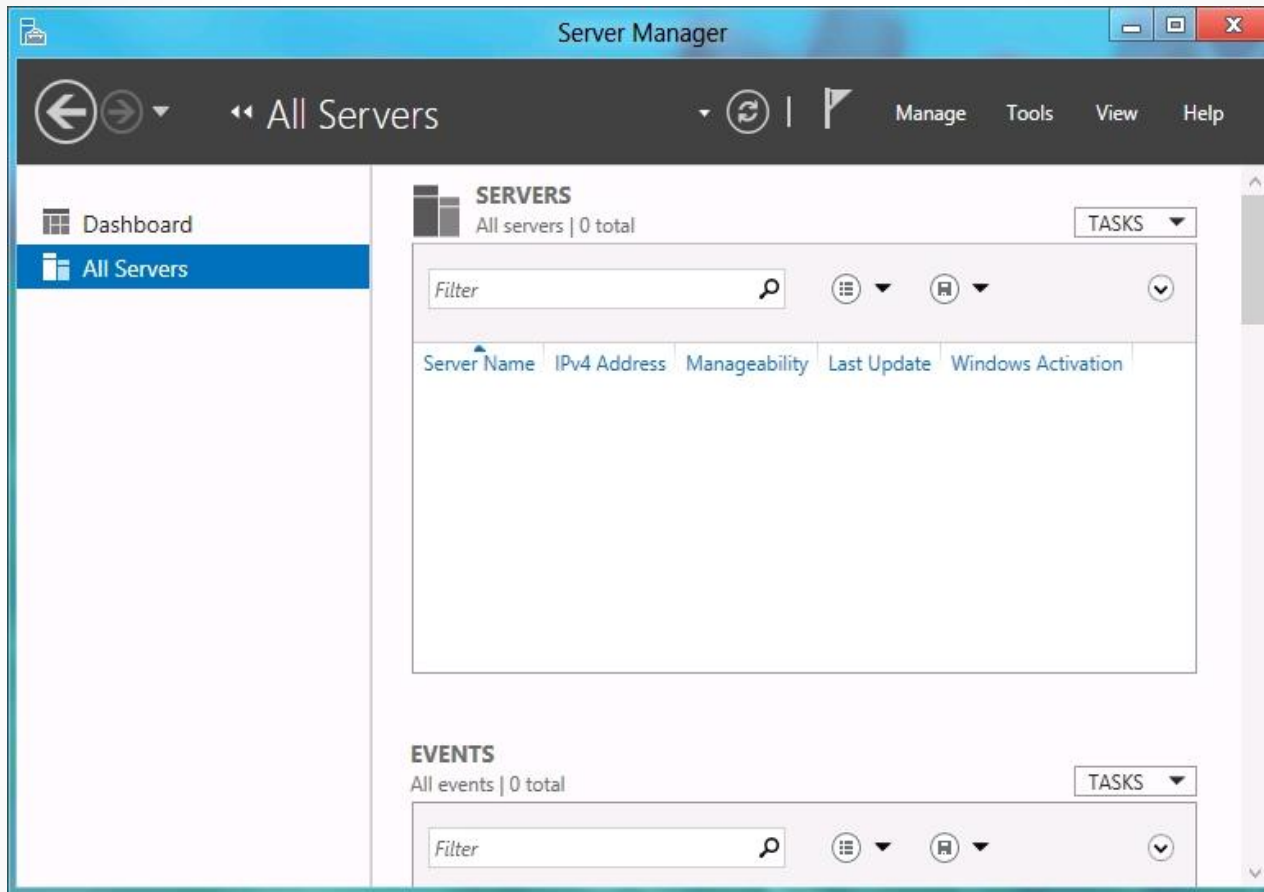 Server Manager
All Servers
Manage Tools View Help
Dashboard
All Servers
SERVERS
All servers | 0 total
TASKS
Filter
Server Name IPv4 Address Manageability Last Update Windows Activation
EVENTS
All events | 0 total
TASKS
Filter